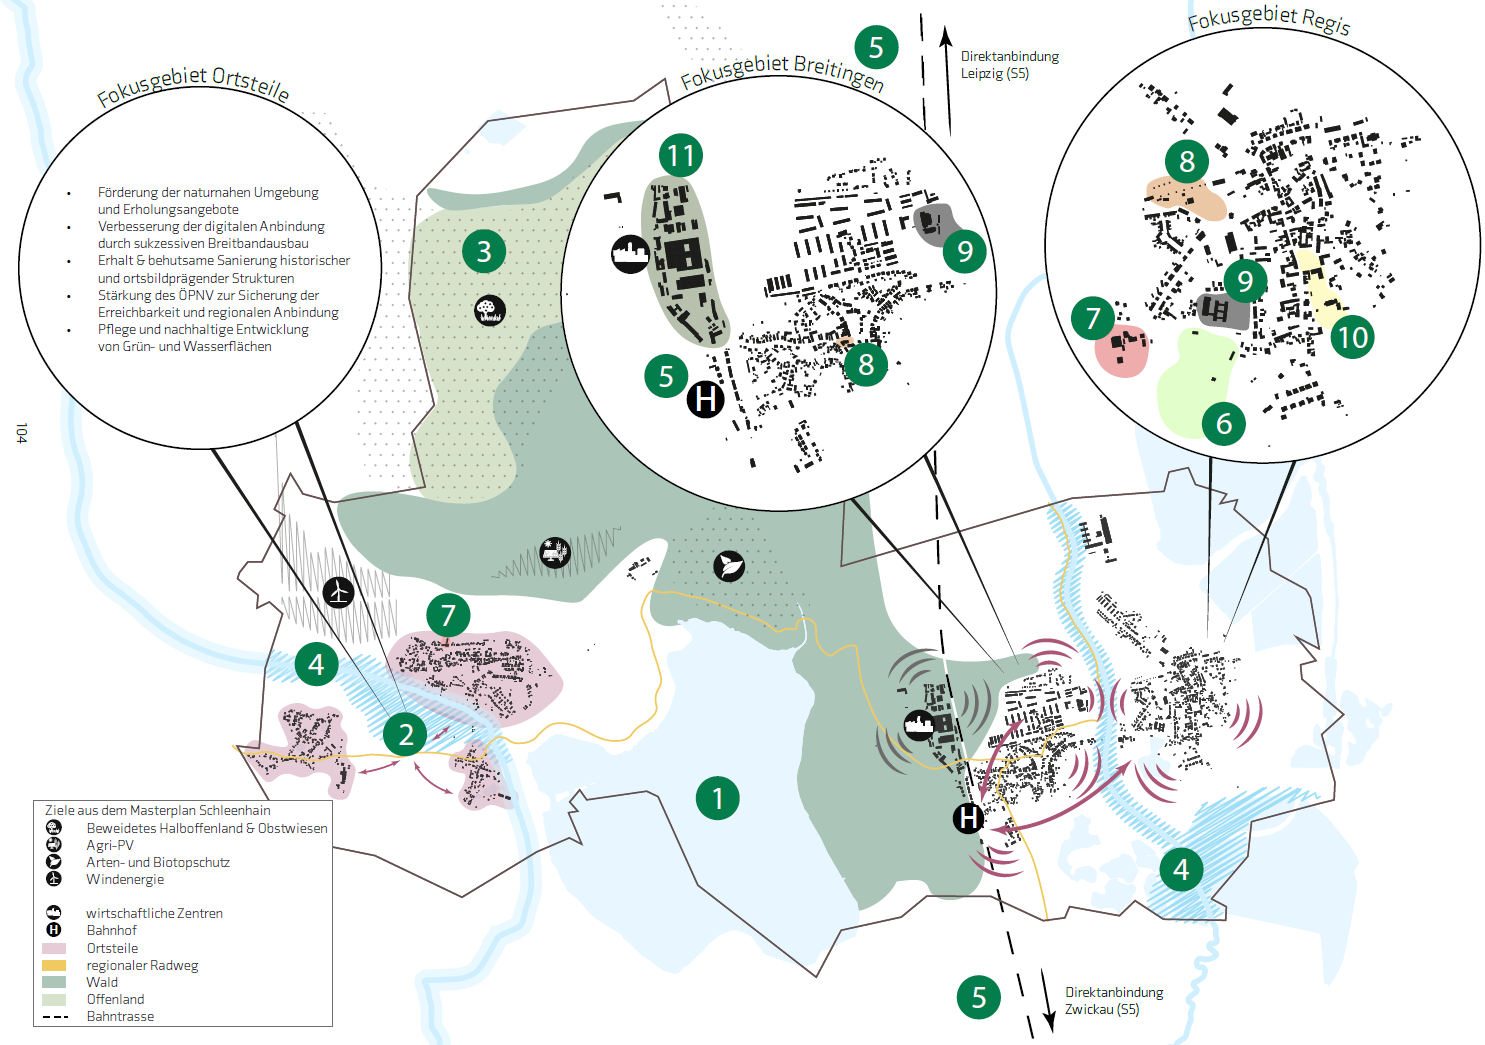 Fokusgebiet Ortsteile
• Förderung der naturnahen Umgebung
und Erholungsangebote
• Verbesserung der digitalen Anbindung
durch sukzessiven Breitbandausbau
• Erhalt & behutsame Sanierung historischer
und ortsbildprägender Strukturen
• Stärkung des ÖPNV zur Sicherung der
Erreichbarkeit und regionalen Anbindung
• Pflege und nachhaltige Entwicklung
von Grün- und Wasserflächen
Fokusgebiet Breitingen
11
9
8
5
H
5
Direktanbindung
Leipzig (S5)
Fokusgebiet Regis
8
9
7
10
6
3
104
7
4
2
1
H
4
5
Direktanbindung
Zwickau (S5)
Ziele aus dem Masterplan Schleenhain
Beweidetes Halboffenland & Obstwiesen
Agri-PV
Arten- und Biotopschutz
Windenergie
wirtschaftliche Zentren
H Bahnhof
Ortsteile
regionaler Radweg
Wald
Offenland
Bahntrasse